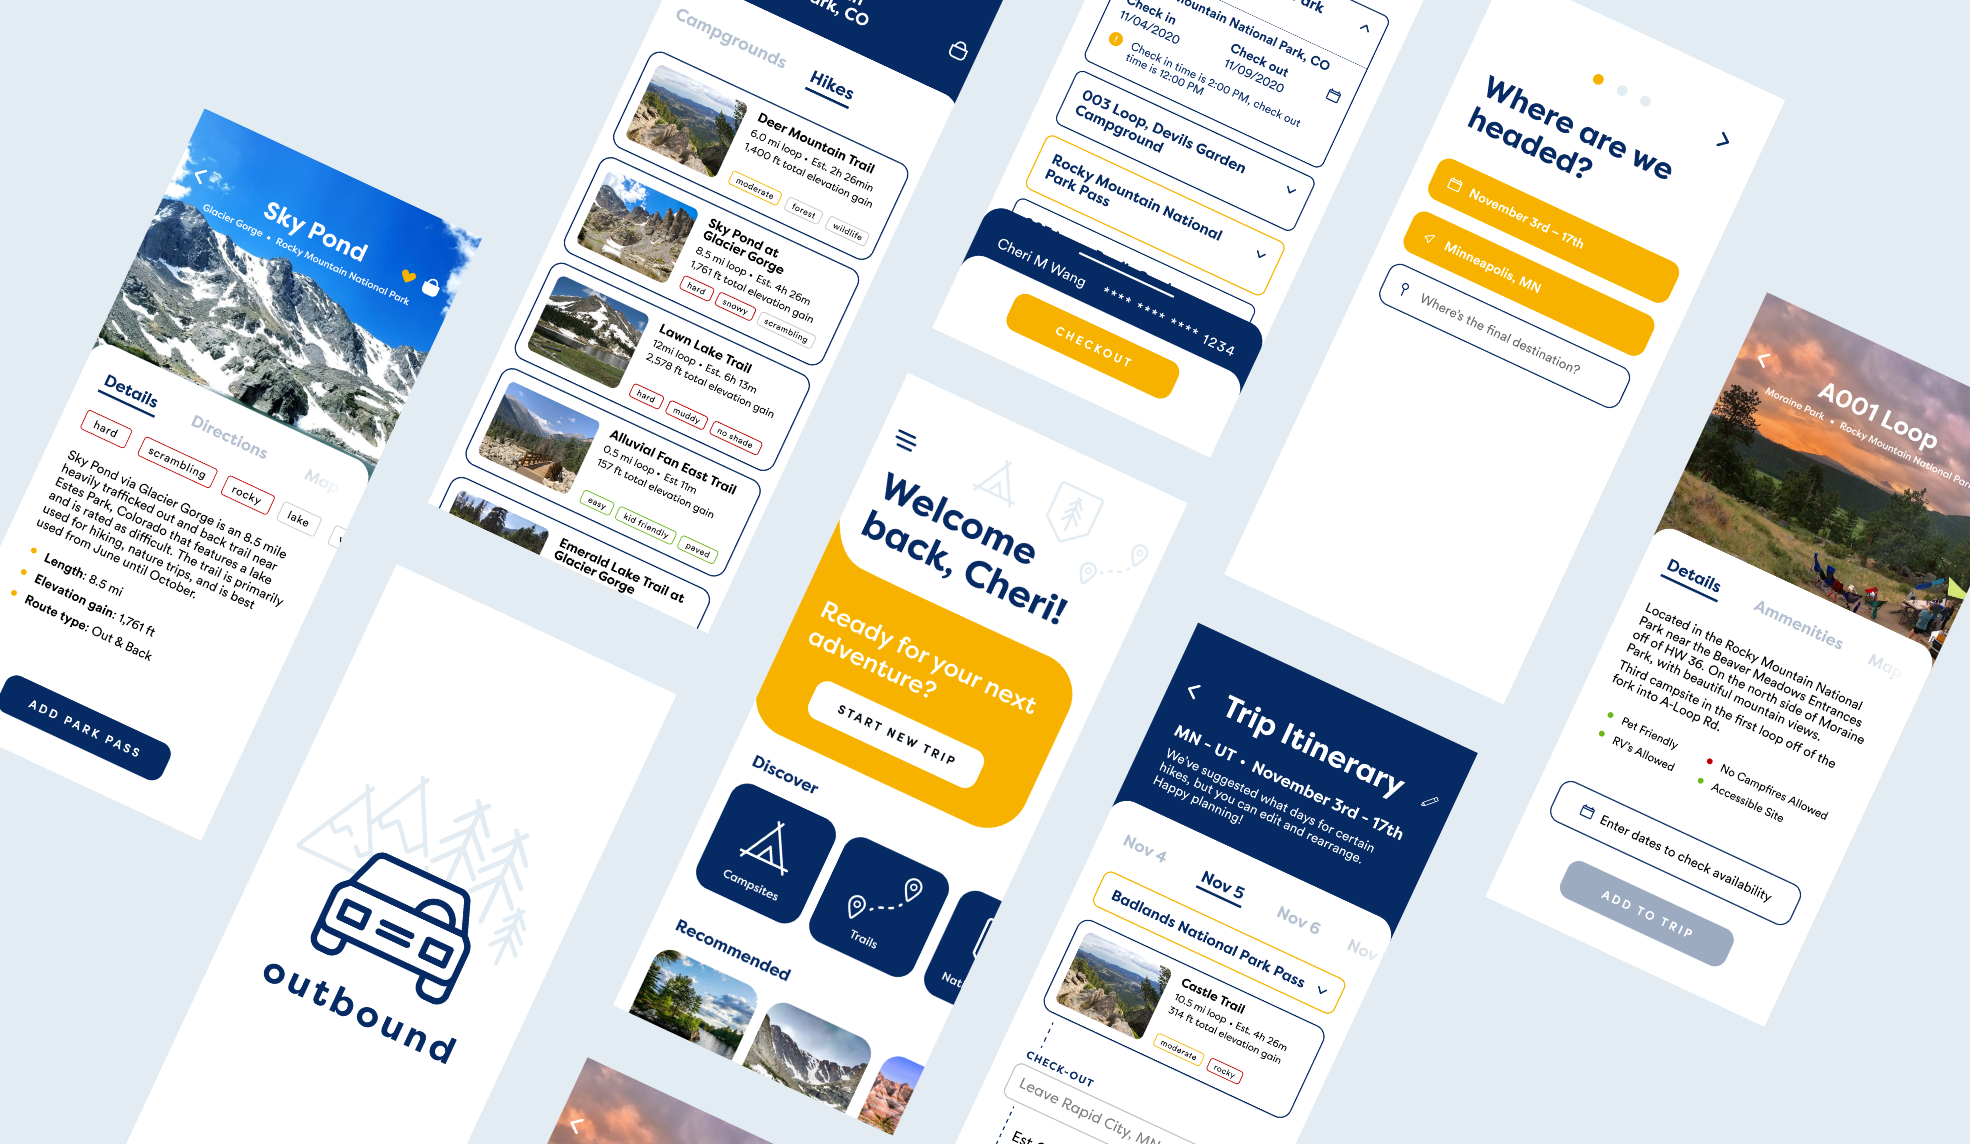 Sky Pond
Glacier Gorge • Rocky Mountain National Park
Details
Directions
Map
hard
scrambling
rocky
lake
Sky Pond via Glacier Gorge is an 8.5 mile
heavily trafficked out and back trail near
Estes Park, Colorado that features a lake
and is rated as difficult. The trail is primarily
used for hiking, nature trips, and is best
used from June until October.
Length: 8.5 mi
Elevation gain: 1,761 ft
Route type: Out & Back
ADD PARK PASS
outbound
Park, CO
Campgrounds
Hikes
Deer Mountain Trail
6.0 mi loop • Est. 2h 26min
1,400 ft total elevation gain
moderate
forest
wildlife
Sky Pond at
Glacier Gorge
8.5 mi loop • Est. 4h 26m
1,761 ft total elevation gain
hard
snowy
scrambling
Lawn Lake Trail
12mi loop • Est. 6h 13m
2,578 ft total elevation gain
hard
muddy
no shade
Alluvial Fan East Trail
0.5 mi loop • Est 11m
157 ft total elevation gain
easy
kid friendly
paved
Emerald Lake Trail at
Glacier Gorge
Welcome
back, Cheri!
Ready for your next
adventure?
START NEW TRIP
Discover
Campsites
Trails
Nat
Recommended
Park
Mountain National Park, CO
Check in
11/04/2020
Check out
11/09/2020
Check in time is 2:00 PM, check out
time is 12:00 PM
003 Loop, Devils Garden
Campground
Rocky Mountain National
Park Pass
Cheri M Wang
**** **** **** 1234
CHECKOUT
Trip Itinerary
MN - UT • November 3rd - 17th
We've suggested what days for certain
hikes, but you can edit and rearrange.
Happy planning!
Nov 4
Nov 5
Nov 6
Nov
Badlands National Park Pass
Castle Trail
10.5 mi loop • Est. 4h 26m
314 ft total elevation gain
moderate
rocky
CHECK-OUT
Leave Rapid City, MN
Est
Where are we
headed?
November 3rd - 17th
Minneapolis, MN
Where's the final destination?
A001 Loop
Moraine Park • Rocky Mountain National Park
Details
Ammenities
Map
Located in the Rocky Mountain National
Park near the Beaver Meadows Entrances
off of HW 36. On the north side of Moraine
Park, with beautiful mountain views.
Third campsite in the first loop off of the
fork into A-Loop Rd.
Pet Friendly
RV's Allowed
No Campfires Allowed
Accessible Site
Enter dates to check availability
ADD TO TRIP